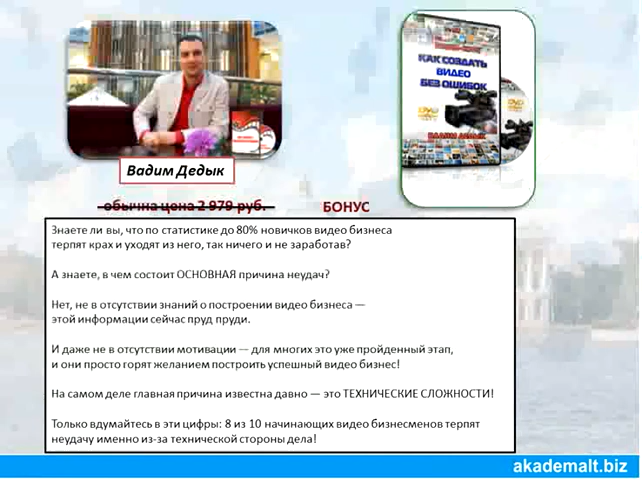 КАК СОЗДАТЬ
ВИДЕО
БЕЗ ОШИБОК
DVD
ВАДИМ ДЕДЫК
Вадим Дедык
обычна цена 2 979 руб.
БОНУС
Знаете ли вы, что по статистике до 80% новичков видео бизнеса
терпят крах и уходят из него, так ничего и не заработав?
А знаете, в чем состоит ОСНОВНАЯ причина неудач?
Нет, не в отсутствии знаний о построении видео бизнеса —
этой информации сейчас пруд пруди.
И даже не в отсутствии мотивации — для многих это уже пройденный этап,
и они просто горят желанием построить успешный видео бизнес!
На самом деле главная причина известна давно — это ТЕХНИЧЕСКИЕ СЛОЖНОСТИ!
Только вдумайтесь в эти цифры: 8 из 10 начинающих видео бизнесменов терпят
неудачу именно из-за технической стороны дела!
akademalt.biz